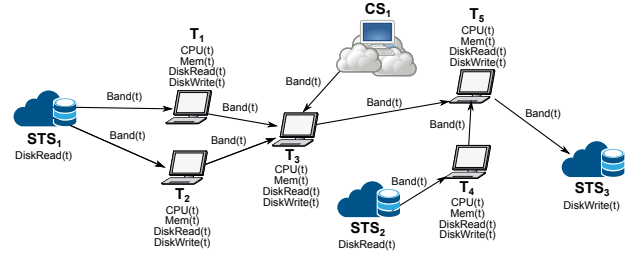 CS1
T1
CPU(t)
Mem(t)
DiskRead(t)
DiskWrite(t)
T5
CPU(t)
Mem(t)
DiskRead(t)
DiskWrite(t)
Band(t)
Band(t)
Band(t)
Band(t)
STS1
DiskRead(t)
Band(t)
Band(t)
T2
CPU(t)
Mem(t)
DiskRead(t)
DiskWrite(t)
T3
CPU(t)
Mem(t)
DiskRead(t)
DiskWrite(t)
Band(t)
Band(t)
Band(t)
STS2
DiskRead(t)
T4
CPU(t)
Mem(t)
DiskRead(t)
DiskWrite(t)
STS3
DiskWrite(t)